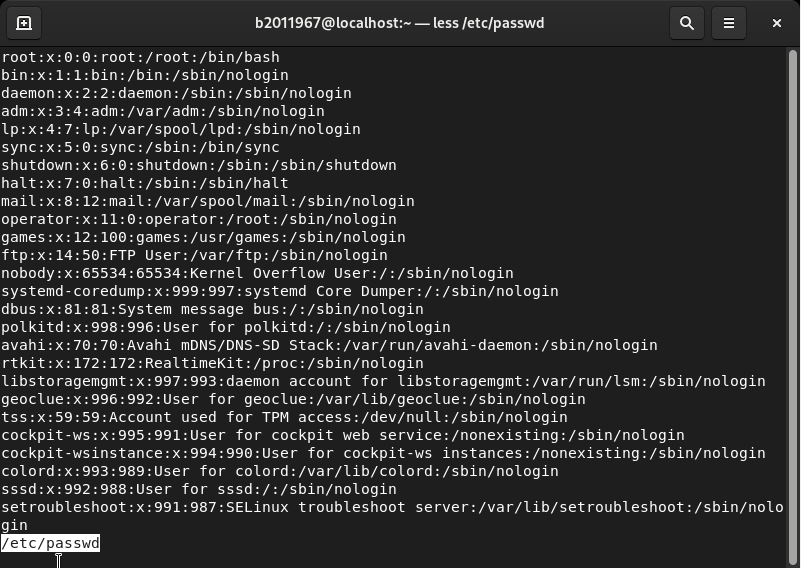 b2011967@localhost:~ — less /etc/passwd
root:x:0:0:root:/root:/bin/bash
bin:x:1:1:bin:/bin:/sbin/nologin
daemon:x:2:2:daemon:/sbin:/sbin/nologin
adm:x:3:4:adm:/var/adm:/sbin/nologin
lp:x:4:7:lp:/var/spool/lpd:/sbin/nologin
sync:x:5:0:sync:/sbin:/bin/sync
shutdown:x:6:0:shutdown:/sbin:/sbin/shutdown
halt:x:7:0:halt:/sbin:/sbin/halt
mail:x:8:12:mail:/var/spool/mail:/sbin/nologin
operator:x:11:0:operator:/root:/sbin/nologin
games:x:12:100:games:/usr/games:/sbin/nologin
ftp:x:14:50:FTP User:/var/ftp:/sbin/nologin
nobody:x:65534:65534:Kernel Overflow User:/:/sbin/nologin
systemd-coredump:x:999:997:systemd Core Dumper:/:/sbin/nologin
dbus:x:81:81:System message bus:/:/sbin/nologin
polkitd:x:998:996:User for polkitd:/:/sbin/nologin
avahi:x:70:70:Avahi mDNS/DNS-SD Stack:/var/run/avahi-daemon:/sbin/nologin
rtkit:x:172:172:RealtimeKit:/proc:/sbin/nologin
libstoragemgmt:x:997:993:daemon account for libstoragemgmt:/var/run/lsm:/sbin/nologin
geoclue:x:996:992:User for geoclue:/var/lib/geoclue:/sbin/nologin
tss:x:59:59:Account used for TPM access:/dev/null:/sbin/nologin
cockpit-ws:x:995:991:User for cockpit web service:/nonexisting:/sbin/nologin
cockpit-wsinstance:x:994:990:User for cockpit-ws instances:/nonexisting:/sbin/nologin
colord:x:993:989:User for colord:/var/lib/colord:/sbin/nologin
sssd:x:992:988:User for sssd:/:/sbin/nologin
setroubleshoot:x:991:987:SELinux troubleshoot server:/var/lib/setroubleshoot:/sbin/nolo
gin
/etc/passwd